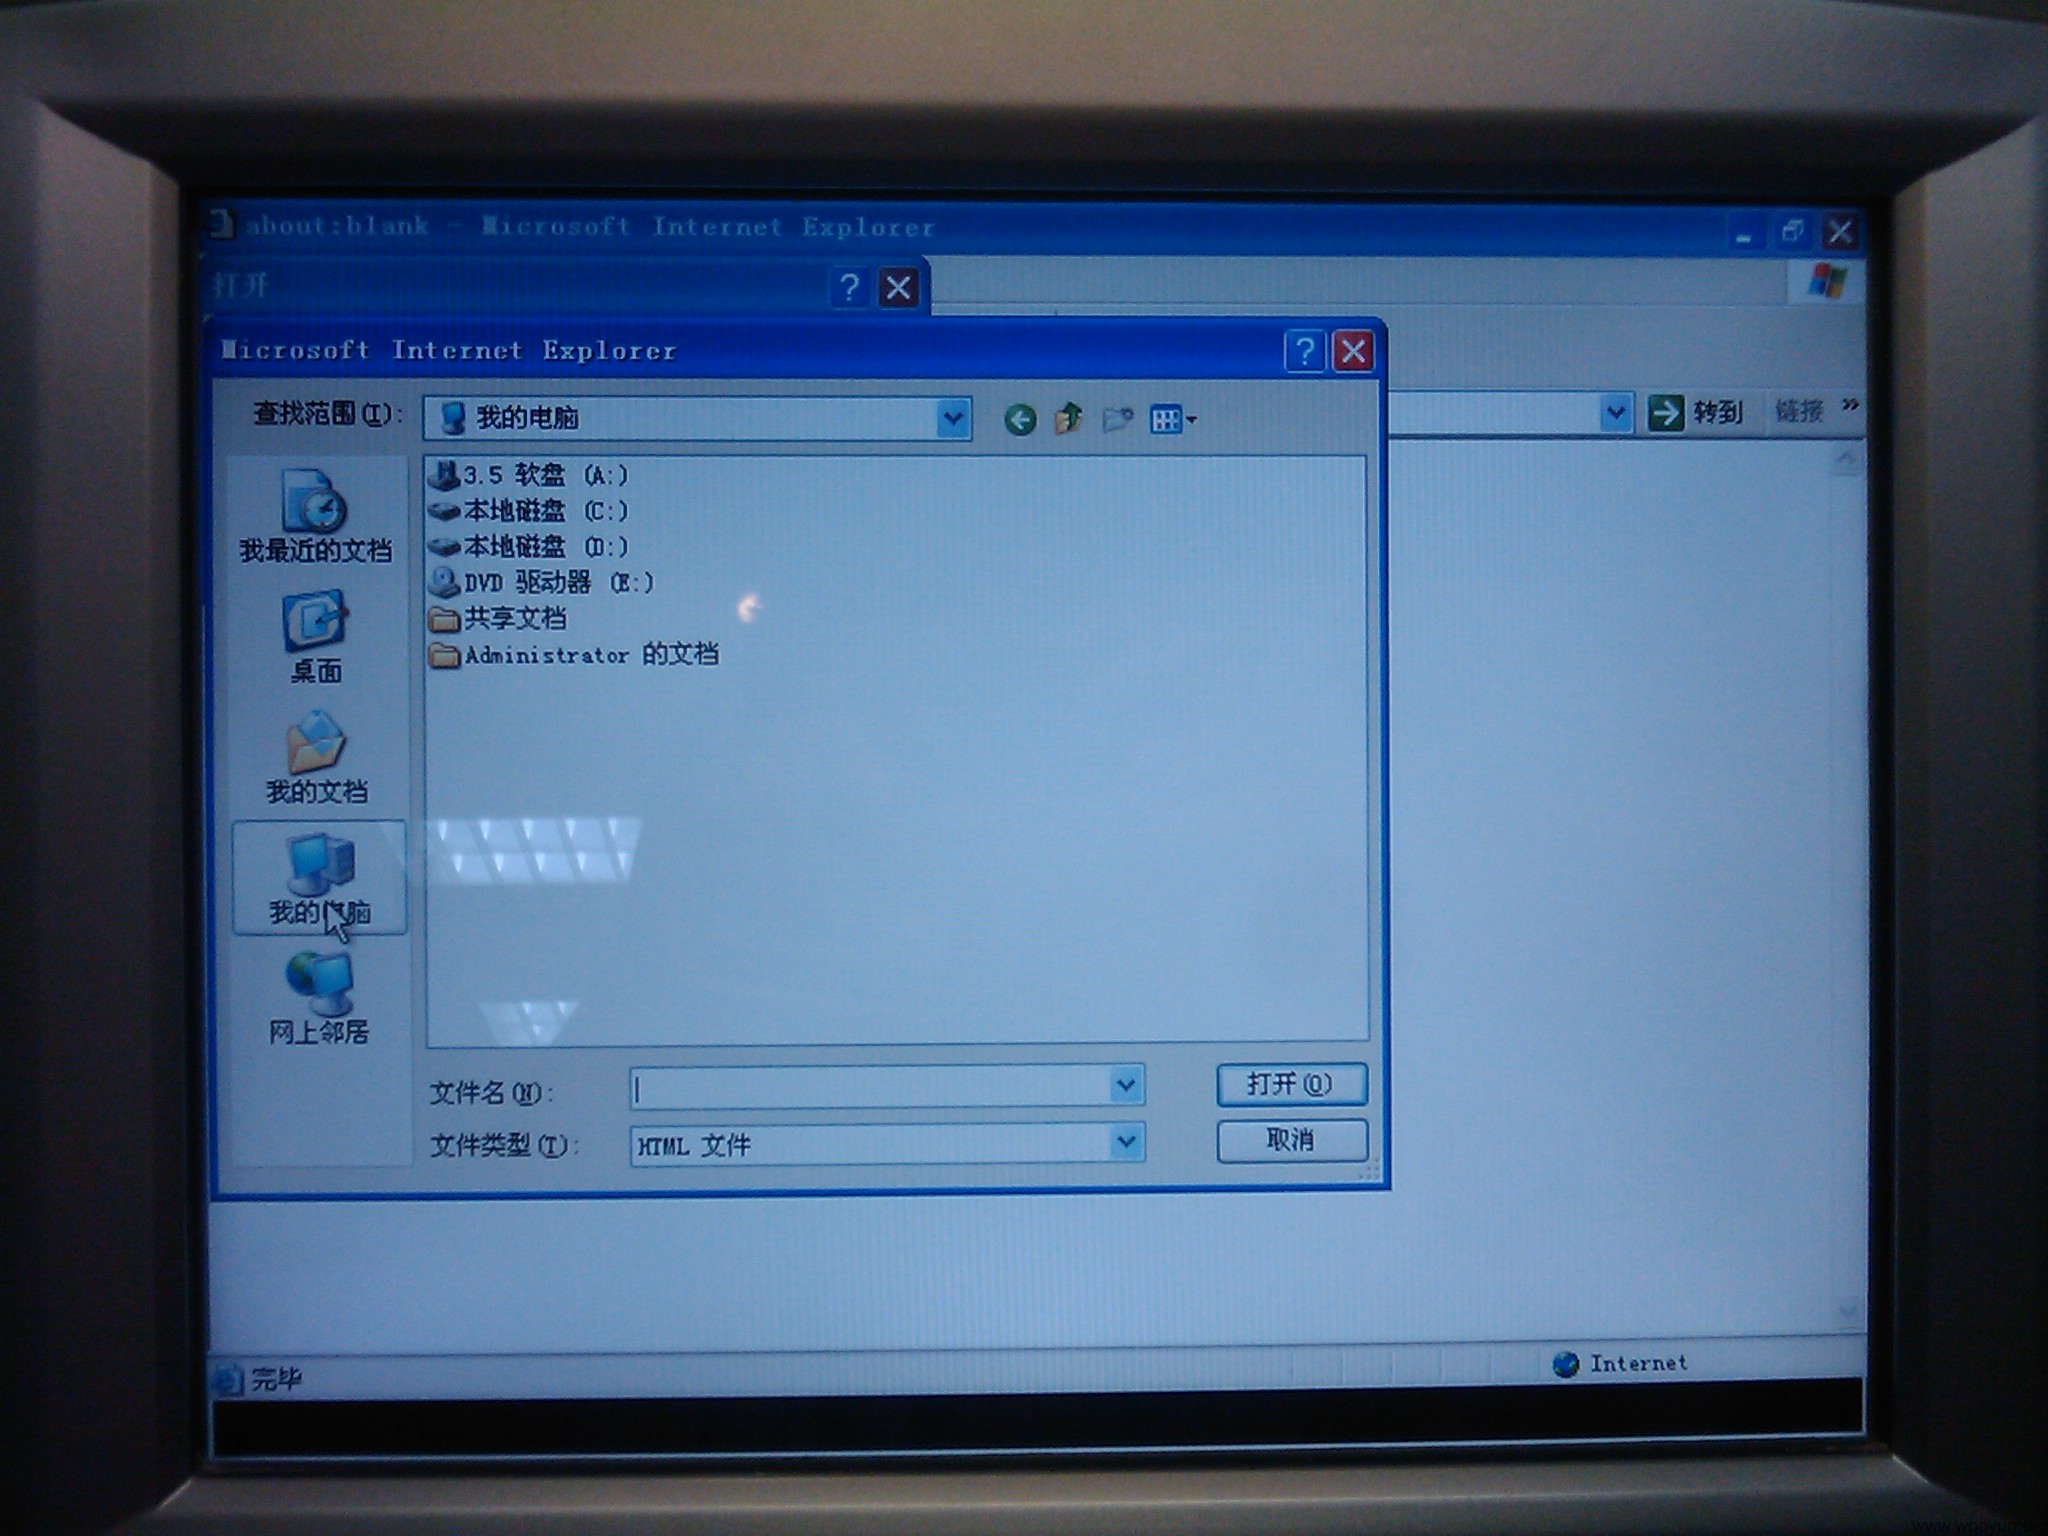 about:blank - Microsoft Internet Explorer
打开
Microsoft Internet Explorer
查找范围(I):
我的电脑
转到
链接
3.5 软盘 (A:)
本地磁盘 (C:)
本地磁盘 (D:)
DVD 驱动器 (E:)
共享文档
Administrator 的文档
我最近的文档
桌面
我的文档
我的电脑
网上邻居
文件名(N):
打开(O)
文件类型(T):
HTML 文件
取消
完毕
Internet